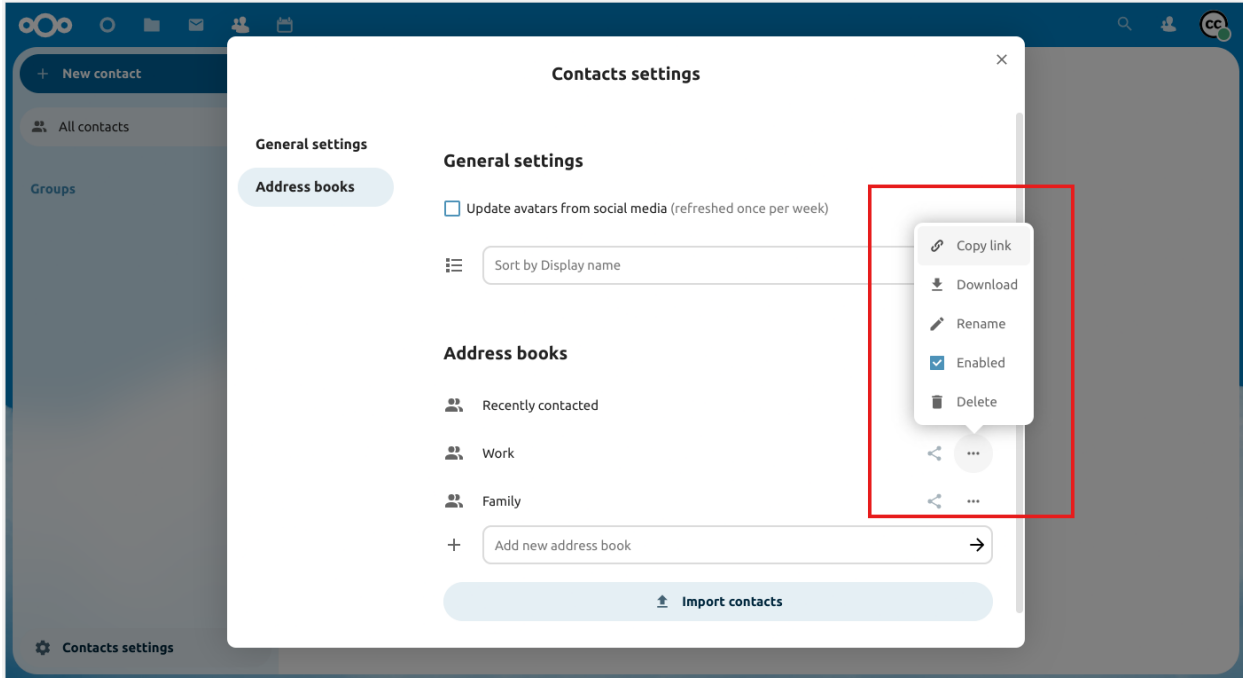 CC
Contacts settings
New contact
All contacts
Groups
General settings
Address books
General settings
Update avatars from social media (refreshed once per week)
Sort by Display name
Copy link
Download
Rename
Enabled
Delete
Address books
Recently contacted
Work
Family
Add new address book
Import contacts
Contacts settings